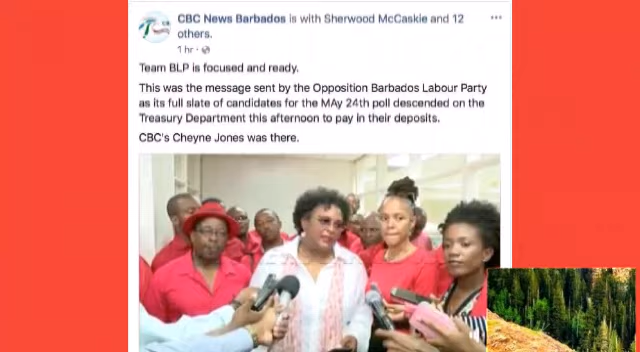 CBC News Barbados is with Sherwood McCaskie and 12
others.
1 hr ·
Team BLP is focused and ready.
This was the message sent by the Opposition Barbados Labour Party
as its full slate of candidates for the MAy 24th poll descended on the
Treasury Department this afternoon to pay in their deposits.
CBC's Cheyne Jones was there.